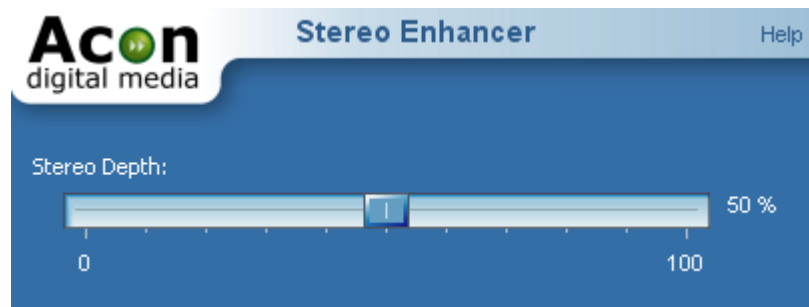 Acon
digital media
Stereo Enhancer
Help
Stereo Depth:
50 %
0
100